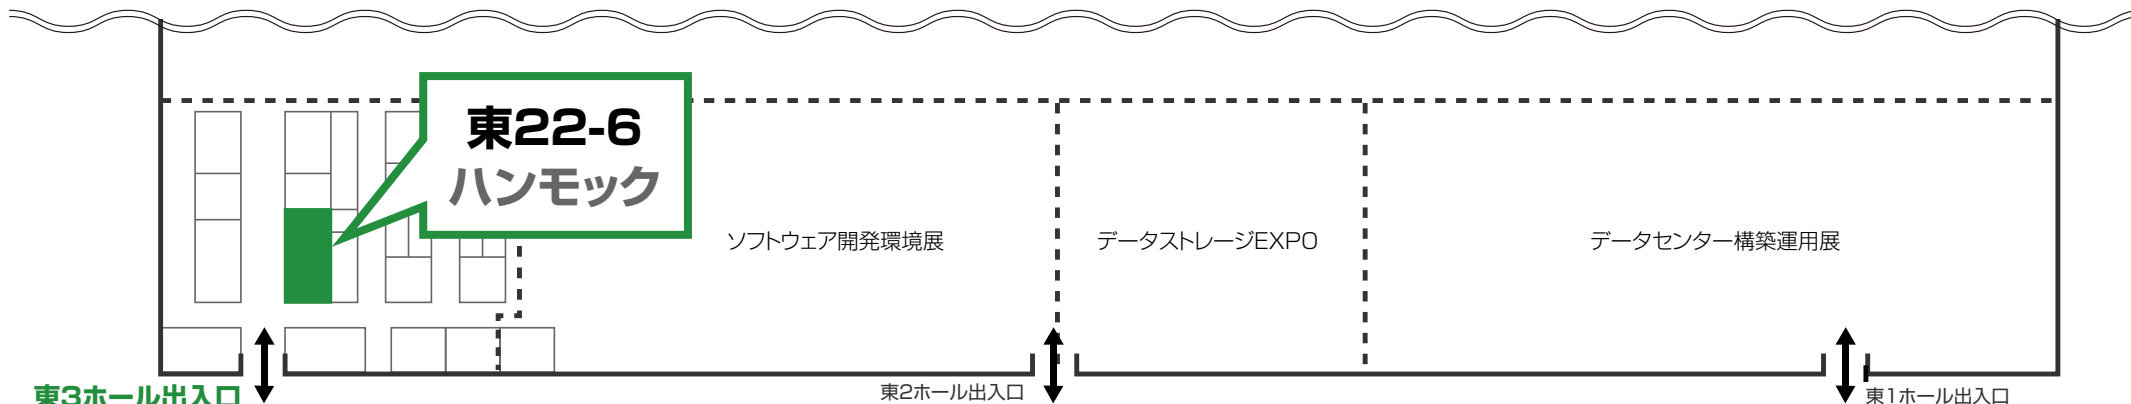 東22-6
ハンモック
ソフトウェア開発環境展
データストレージEXPO
データセンター構築運用展
東3ホール出入口
東2ホール出入口
東1ホール出入口